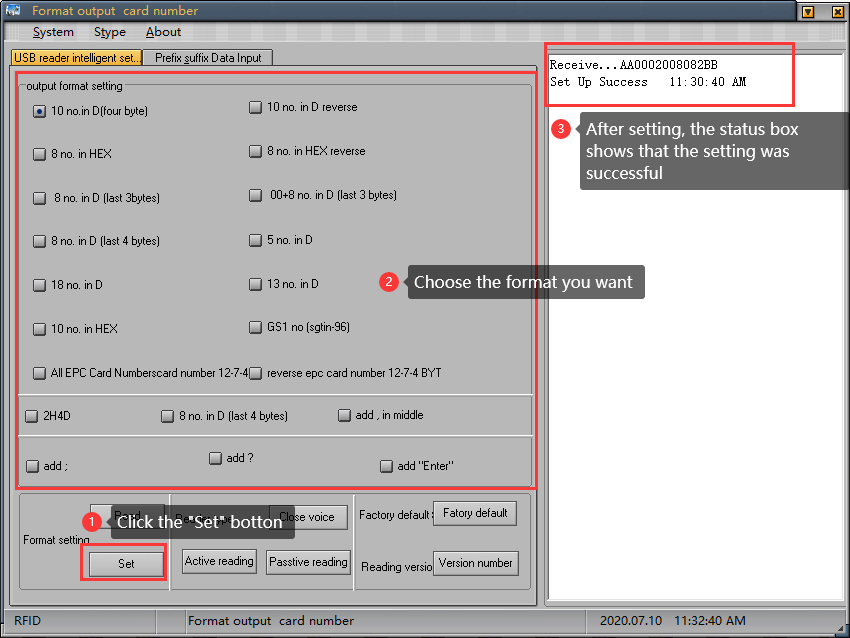 Format output card number
System Stype About
USB reader intelligent set... Prefix suffix Data Input
output format setting
10 no.in D(four byte) 10 no. in D reverse
8 no. in HEX 8 no. in HEX reverse
8 no. in D (last 3bytes) 00+8 no. in D (last 3 bytes)
8 no. in D (last 4 bytes) 5 no. in D
18 no. in D 13 no. in D
10 no. in HEX GS1 no (sgtin-96)
All EPC Card Numberscard number 12-7-4 reverse epc card number 12-7-4 BYT
2H4D 8 no. in D (last 4 bytes) add , in middle
add ; add ? add "Enter"
2 Choose the format you want
Receive...AA0002008082BB
Set Up Success 11:30:40 AM
3 After setting, the status box
shows that the setting was
successful
Format setting
Read
1 Click the "Set" botton
Set
Close voice
Active reading Passtive reading
Factory default: Fatory default
Reading versio Version number
RFID Format output card number 2020.07.10 11:32:40 AM